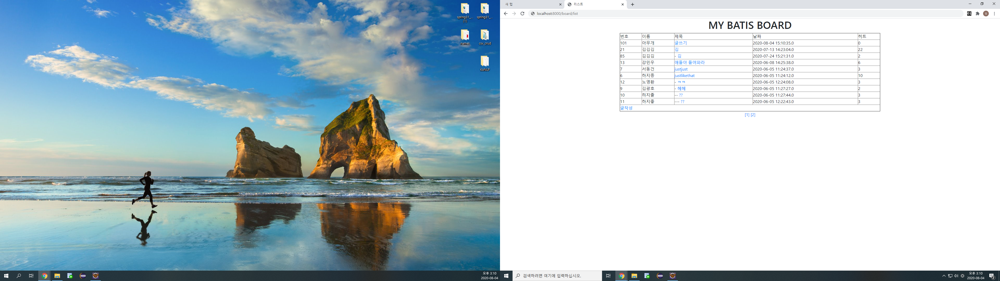 spring31_... spring31_...
(1)
names csv_crud
KoNLP
오후 3:10
2020-08-04
새 탭 리스트
localhost:8000/board/list
01 임
MY BATIS BOARD
번호 이름 제목 날짜 히트
101 아무개 글쓰기 2020-08-04 15:10:35.0 0
21 김김김 김 2020-07-13 14:23:04.0 22
85 김김김 - 김 2020-07-24 15:21:31.0 2
13 강민우 얘들아 들어와라 2020-06-08 14:25:38.0 6
7 서동건 justjust 2020-06-05 11:24:37.0 3
6 하지종 justlikethat 2020-06-05 11:24:12.0 10
12 노영환 - ㅋㅋ 2020-06-05 12:24:08.0 3
9 김광호 - 헤헤 2020-06-05 11:27:27.0 2
10 하지졸 -- ?? 2020-06-05 11:27:44.0 3
11 하지좋 --- ?? 2020-06-05 12:22:43.0 3
글작성
[1] [2]
검색하려면 여기에 입력하십시오.
오후 3:10
2020-08-04
2